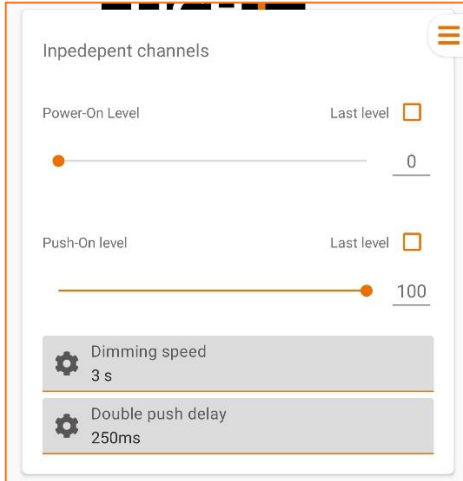 Inpedepent channels
Power-On Level Last level
0
Push-On level Last level
100
Dimming speed
3 s
Double push delay
250ms